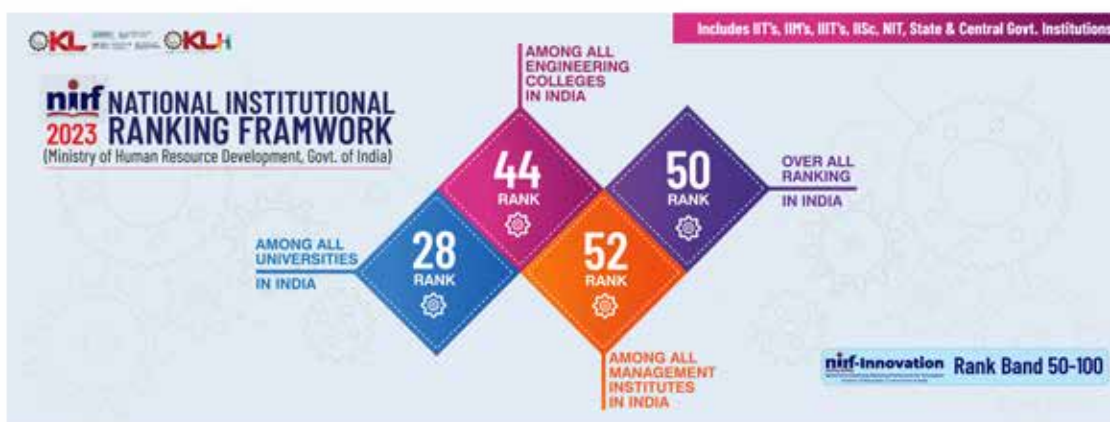 KL
KLH
Includes IIT's, IIM's, IIIT's, IISc, NIT, State & Central Govt. Institutions
nirf NATIONAL INSTITUTIONAL
2023 RANKING FRAMWORK
(Ministry of Human Resource Development, Govt. of India)
AMONG ALL
ENGINEERING
COLLEGES
IN INDIA
44
RANK
50
RANK
OVER ALL
RANKING
IN INDIA
AMONG ALL
UNIVERSITIES
IN INDIA
28
RANK
52
RANK
AMONG ALL
MANAGEMENT
INSTITUTES
IN INDIA
nirf-Innovation Rank Band 50-100